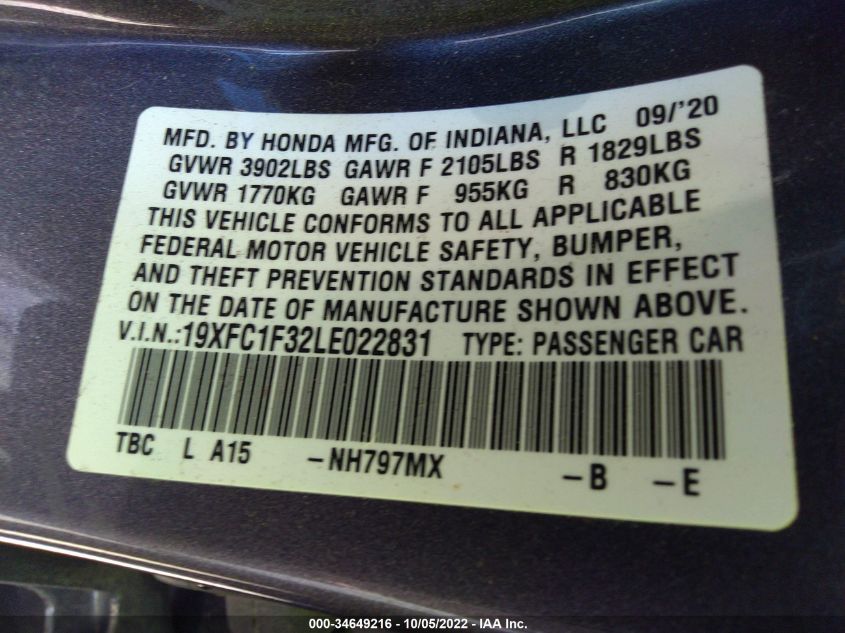 MFD. BY HONDA MFG. OF INDIANA, LLC 09/'20
GVWR 3902LBS GAWR F 2105LBS R 1829LBS
GVWR 1770KG GAWR F 955KG R 830KG
THIS VEHICLE CONFORMS TO ALL APPLICABLE
FEDERAL MOTOR VEHICLE SAFETY, BUMPER,
AND THEFT PREVENTION STANDARDS IN EFFECT
ON THE DATE OF MANUFACTURE SHOWN ABOVE.
V.I.N.:19XFC1F32LE022831 TYPE: PASSENGER CAR
TBC L A15 -NH797MX -B -E
000-34649216 - 10/05/2022 - IAA Inc.